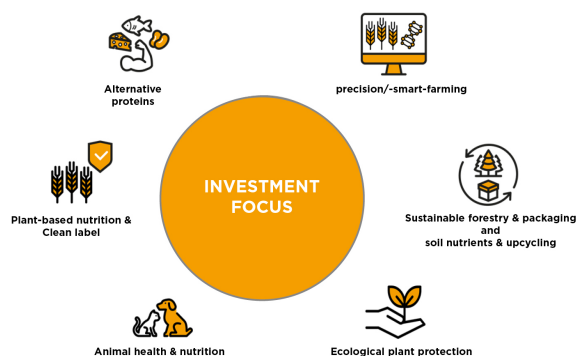 Alternative
proteins
precision/-smart-farming
INVESTMENT
FOCUS
Plant-based nutrition &
Clean label
Sustainable forestry & packaging
and
soil nutrients & upcycling
Animal health & nutrition
Ecological plant protection